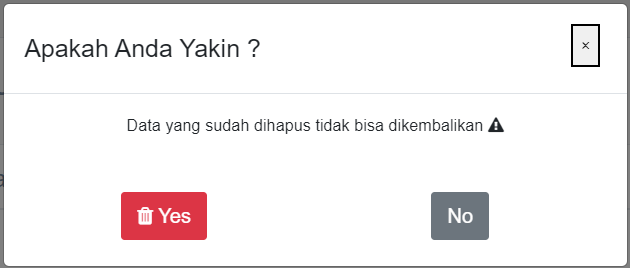 Apakah Anda Yakin ?
×
Data yang sudah dihapus tidak bisa dikembalikan
Yes
No